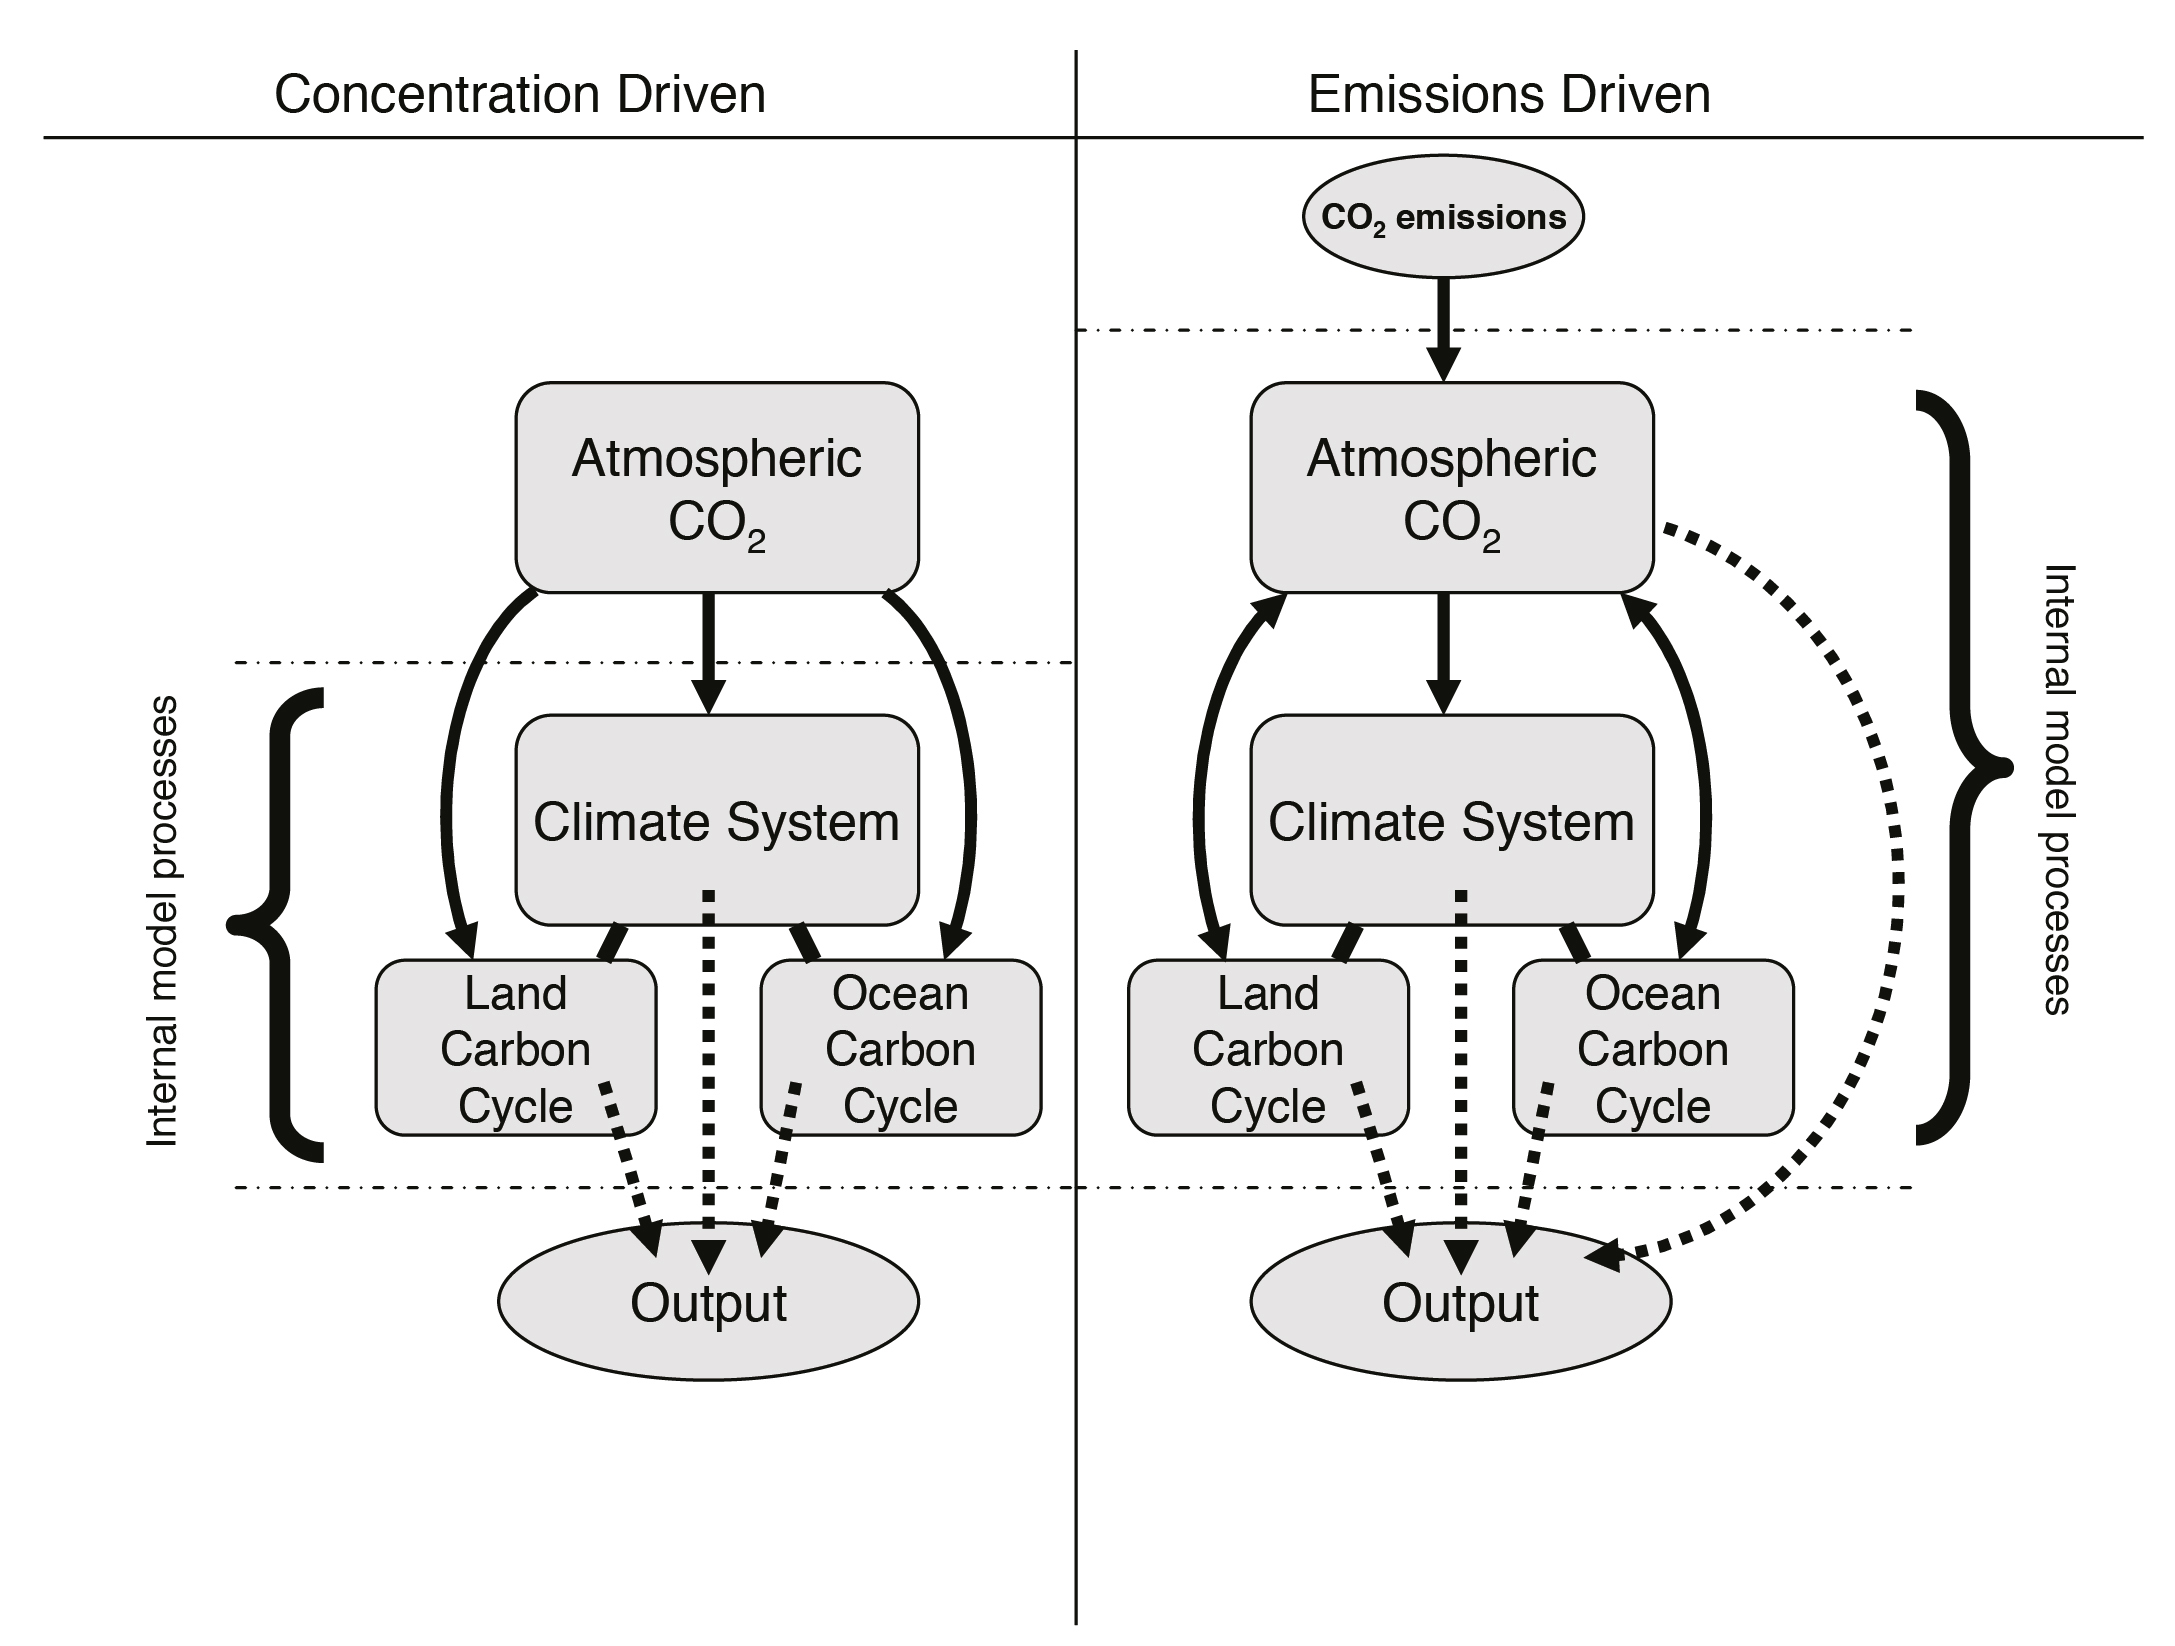 Concentration Driven
Emissions Driven
Internal model processes
Atmospheric
CO₂
Climate System
Land
Carbon
Cycle
Ocean
Carbon
Cycle
Output
CO₂ emissions
Atmospheric
CO₂
Climate System
Land
Carbon
Cycle
Ocean
Carbon
Cycle
Output
Internal model processes